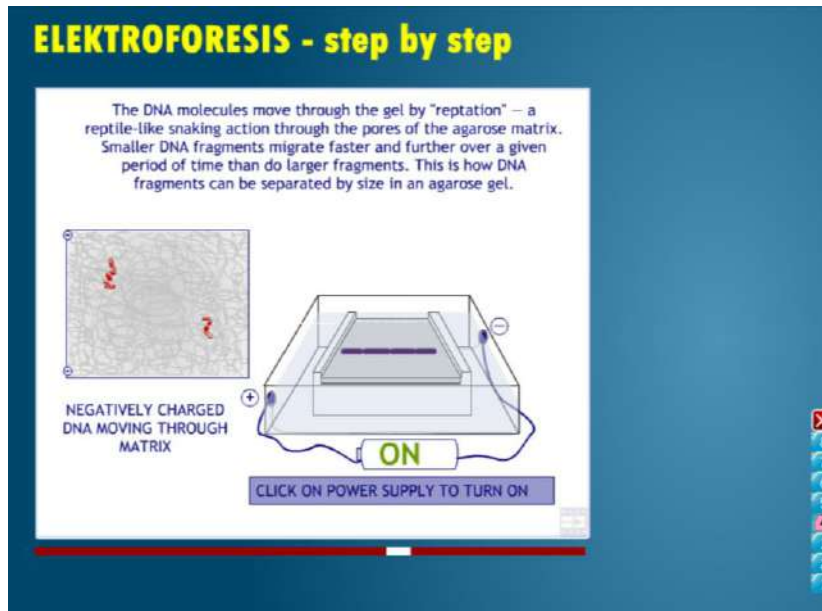 ELEKTROFORESIS - step by step
The DNA molecules move through the gel by "reptation" — a
reptile-like snaking action through the pores of the agarose matrix.
Smaller DNA fragments migrate faster and further over a given
period of time than do larger fragments. This is how DNA
fragments can be separated by size in an agarose gel.
NEGATIVELY CHARGED
DNA MOVING THROUGH
MATRIX
ON
CLICK ON POWER SUPPLY TO TURN ON